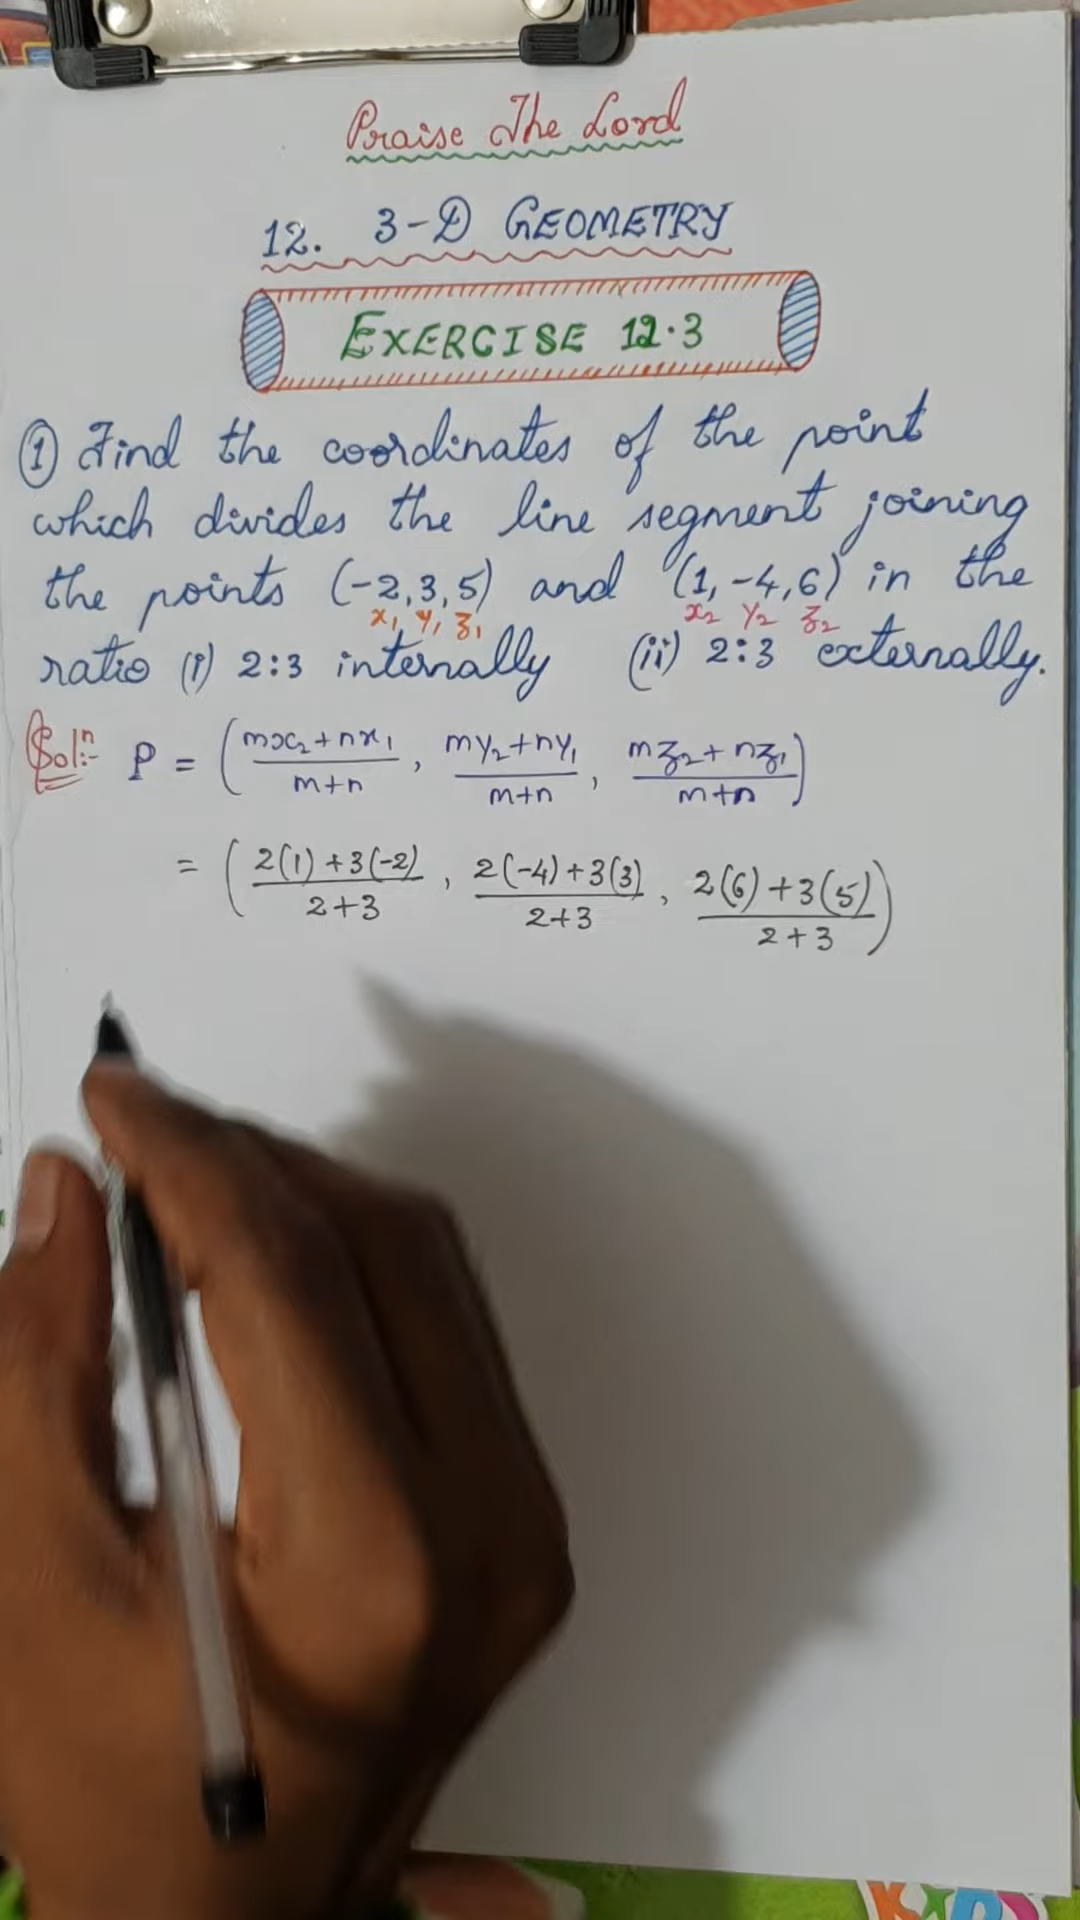 Praise The Lord
12. 3-D GEOMETRY
EXERCISE 12.3
① Find the coordinates of the point
which divides the line segment joining
the points (-2, 3, 5) and (1, -4, 6) in the
x₁ y₁ z₁ x₂ y₂ z₂
ratio (i) 2:3 internally (ii) 2:3 externally.
Solⁿ:- P = ( (mx₂+nx₁)/(m+n) , (my₂+ny₁)/(m+n) , (mz₂+nz₁)/(m+n) )
= ( (2(1)+3(-2))/(2+3) , (2(-4)+3(3))/(2+3) , (2(6)+3(5))/(2+3) )